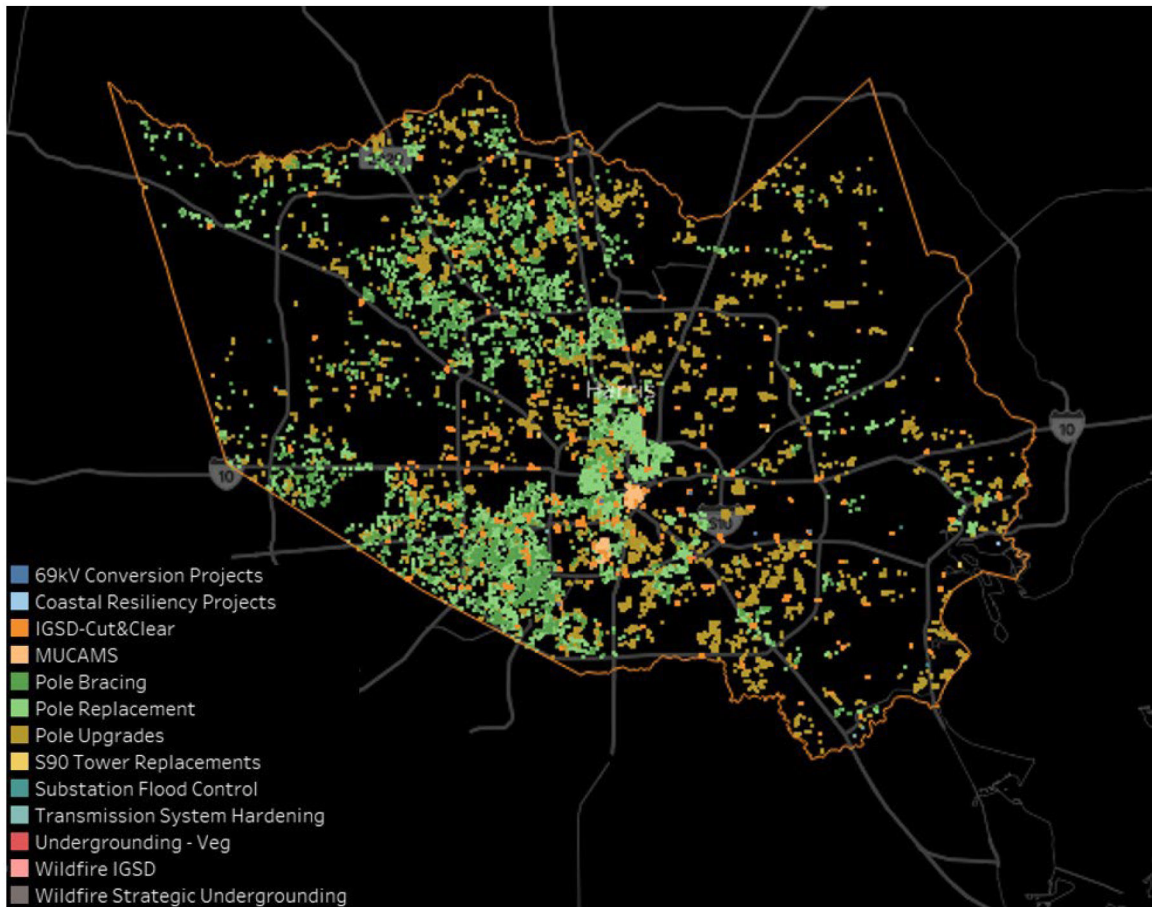 Harris
10
10
69kV Conversion Projects
Coastal Resiliency Projects
IGSD-Cut&Clear
MUCAMS
Pole Bracing
Pole Replacement
Pole Upgrades
S90 Tower Replacements
Substation Flood Control
Transmission System Hardening
Undergrounding - Veg
Wildfire IGSD
Wildfire Strategic Undergrounding